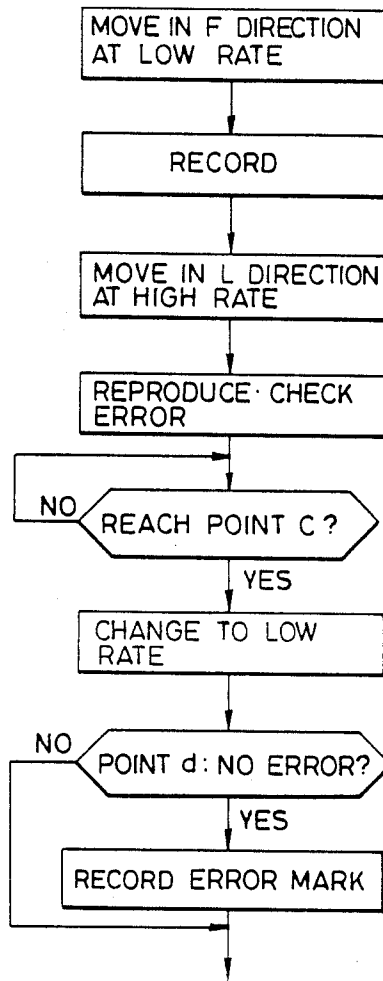 MOVE IN F DIRECTION
AT LOW RATE
RECORD
MOVE IN L DIRECTION
AT HIGH RATE
REPRODUCE · CHECK
ERROR
NO
REACH POINT C?
YES
CHANGE TO LOW
RATE
NO
POINT d: NO ERROR?
YES
RECORD ERROR MARK